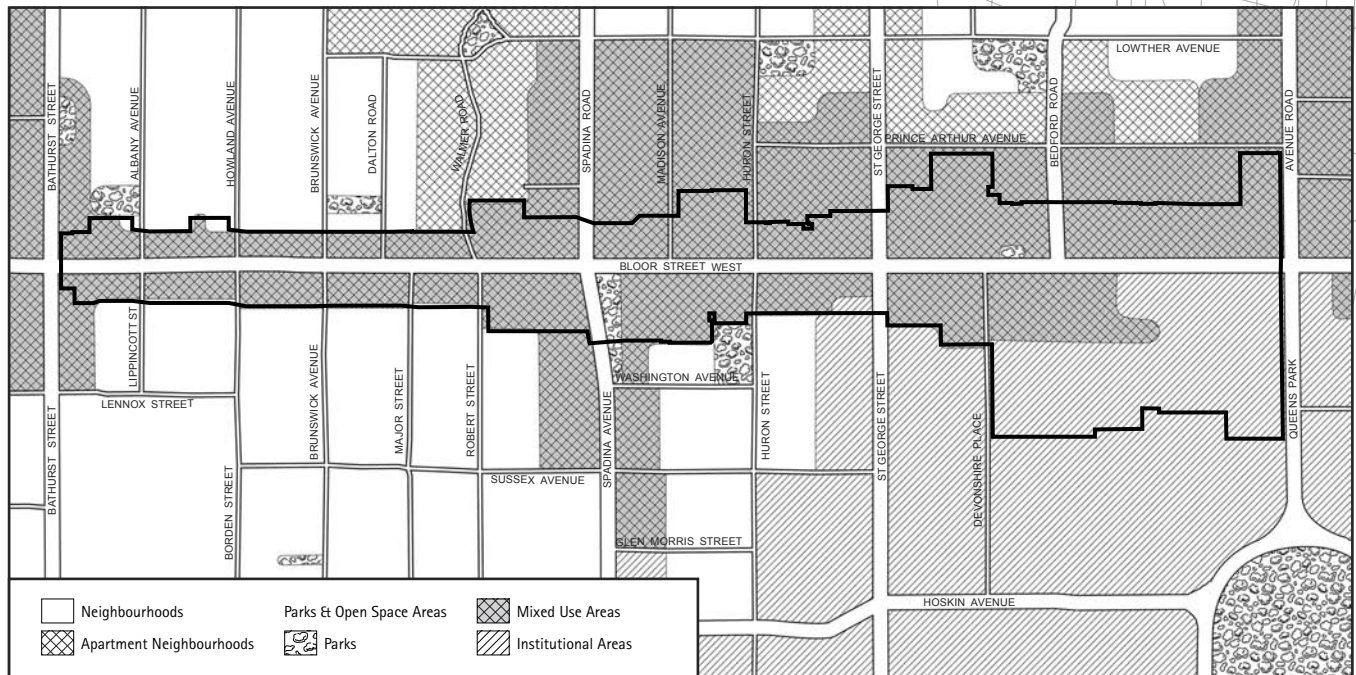 LOWTHER AVENUE
BATHURST STREET
ALBANY AVENUE
HOWLAND AVENUE
BRUNSWICK AVENUE
DALTON ROAD
WALMER ROAD
SPADINA ROAD
MADISON AVENUE
HURON STREET
ST GEORGE STREET
PRINCE ARTHUR AVENUE
BEDFORD ROAD
AVENUE ROAD
BLOOR STREET WEST
LIPPINCOTT ST
LENNOX STREET
BATHURST STREET
BORDEN STREET
BRUNSWICK AVENUE
MAJOR STREET
ROBERT STREET
SPADINA AVENUE
WASHINGTON AVENUE
HURON STREET
ST GEORGE STREET
DEVONSHIRE PLACE
QUEENS PARK
SUSSEX AVENUE
GLEN MORRIS STREET
HOSKIN AVENUE
Neighbourhoods
Apartment Neighbourhoods
Parks & Open Space Areas
Parks
Mixed Use Areas
Institutional Areas